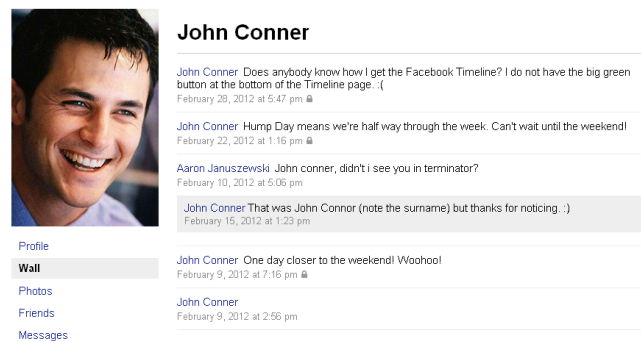 John Conner
John Conner Does anybody know how I get the Facebook Timeline? I do not have the big green
button at the bottom of the Timeline page. :(
February 28, 2012 at 5:47 pm
John Conner Hump Day means we're half way through the week. Can't wait until the weekend!
February 22, 2012 at 1:16 pm
Aaron Januszewski John conner, didn't i see you in terminator?
February 10, 2012 at 5:06 pm
John Conner That was John Connor (note the surname) but thanks for noticing. :)
February 15, 2012 at 1:23 pm
John Conner One day closer to the weekend! Woohoo!
February 9, 2012 at 7:16 pm
John Conner
February 9, 2012 at 2:56 pm
Profile
Wall
Photos
Friends
Messages